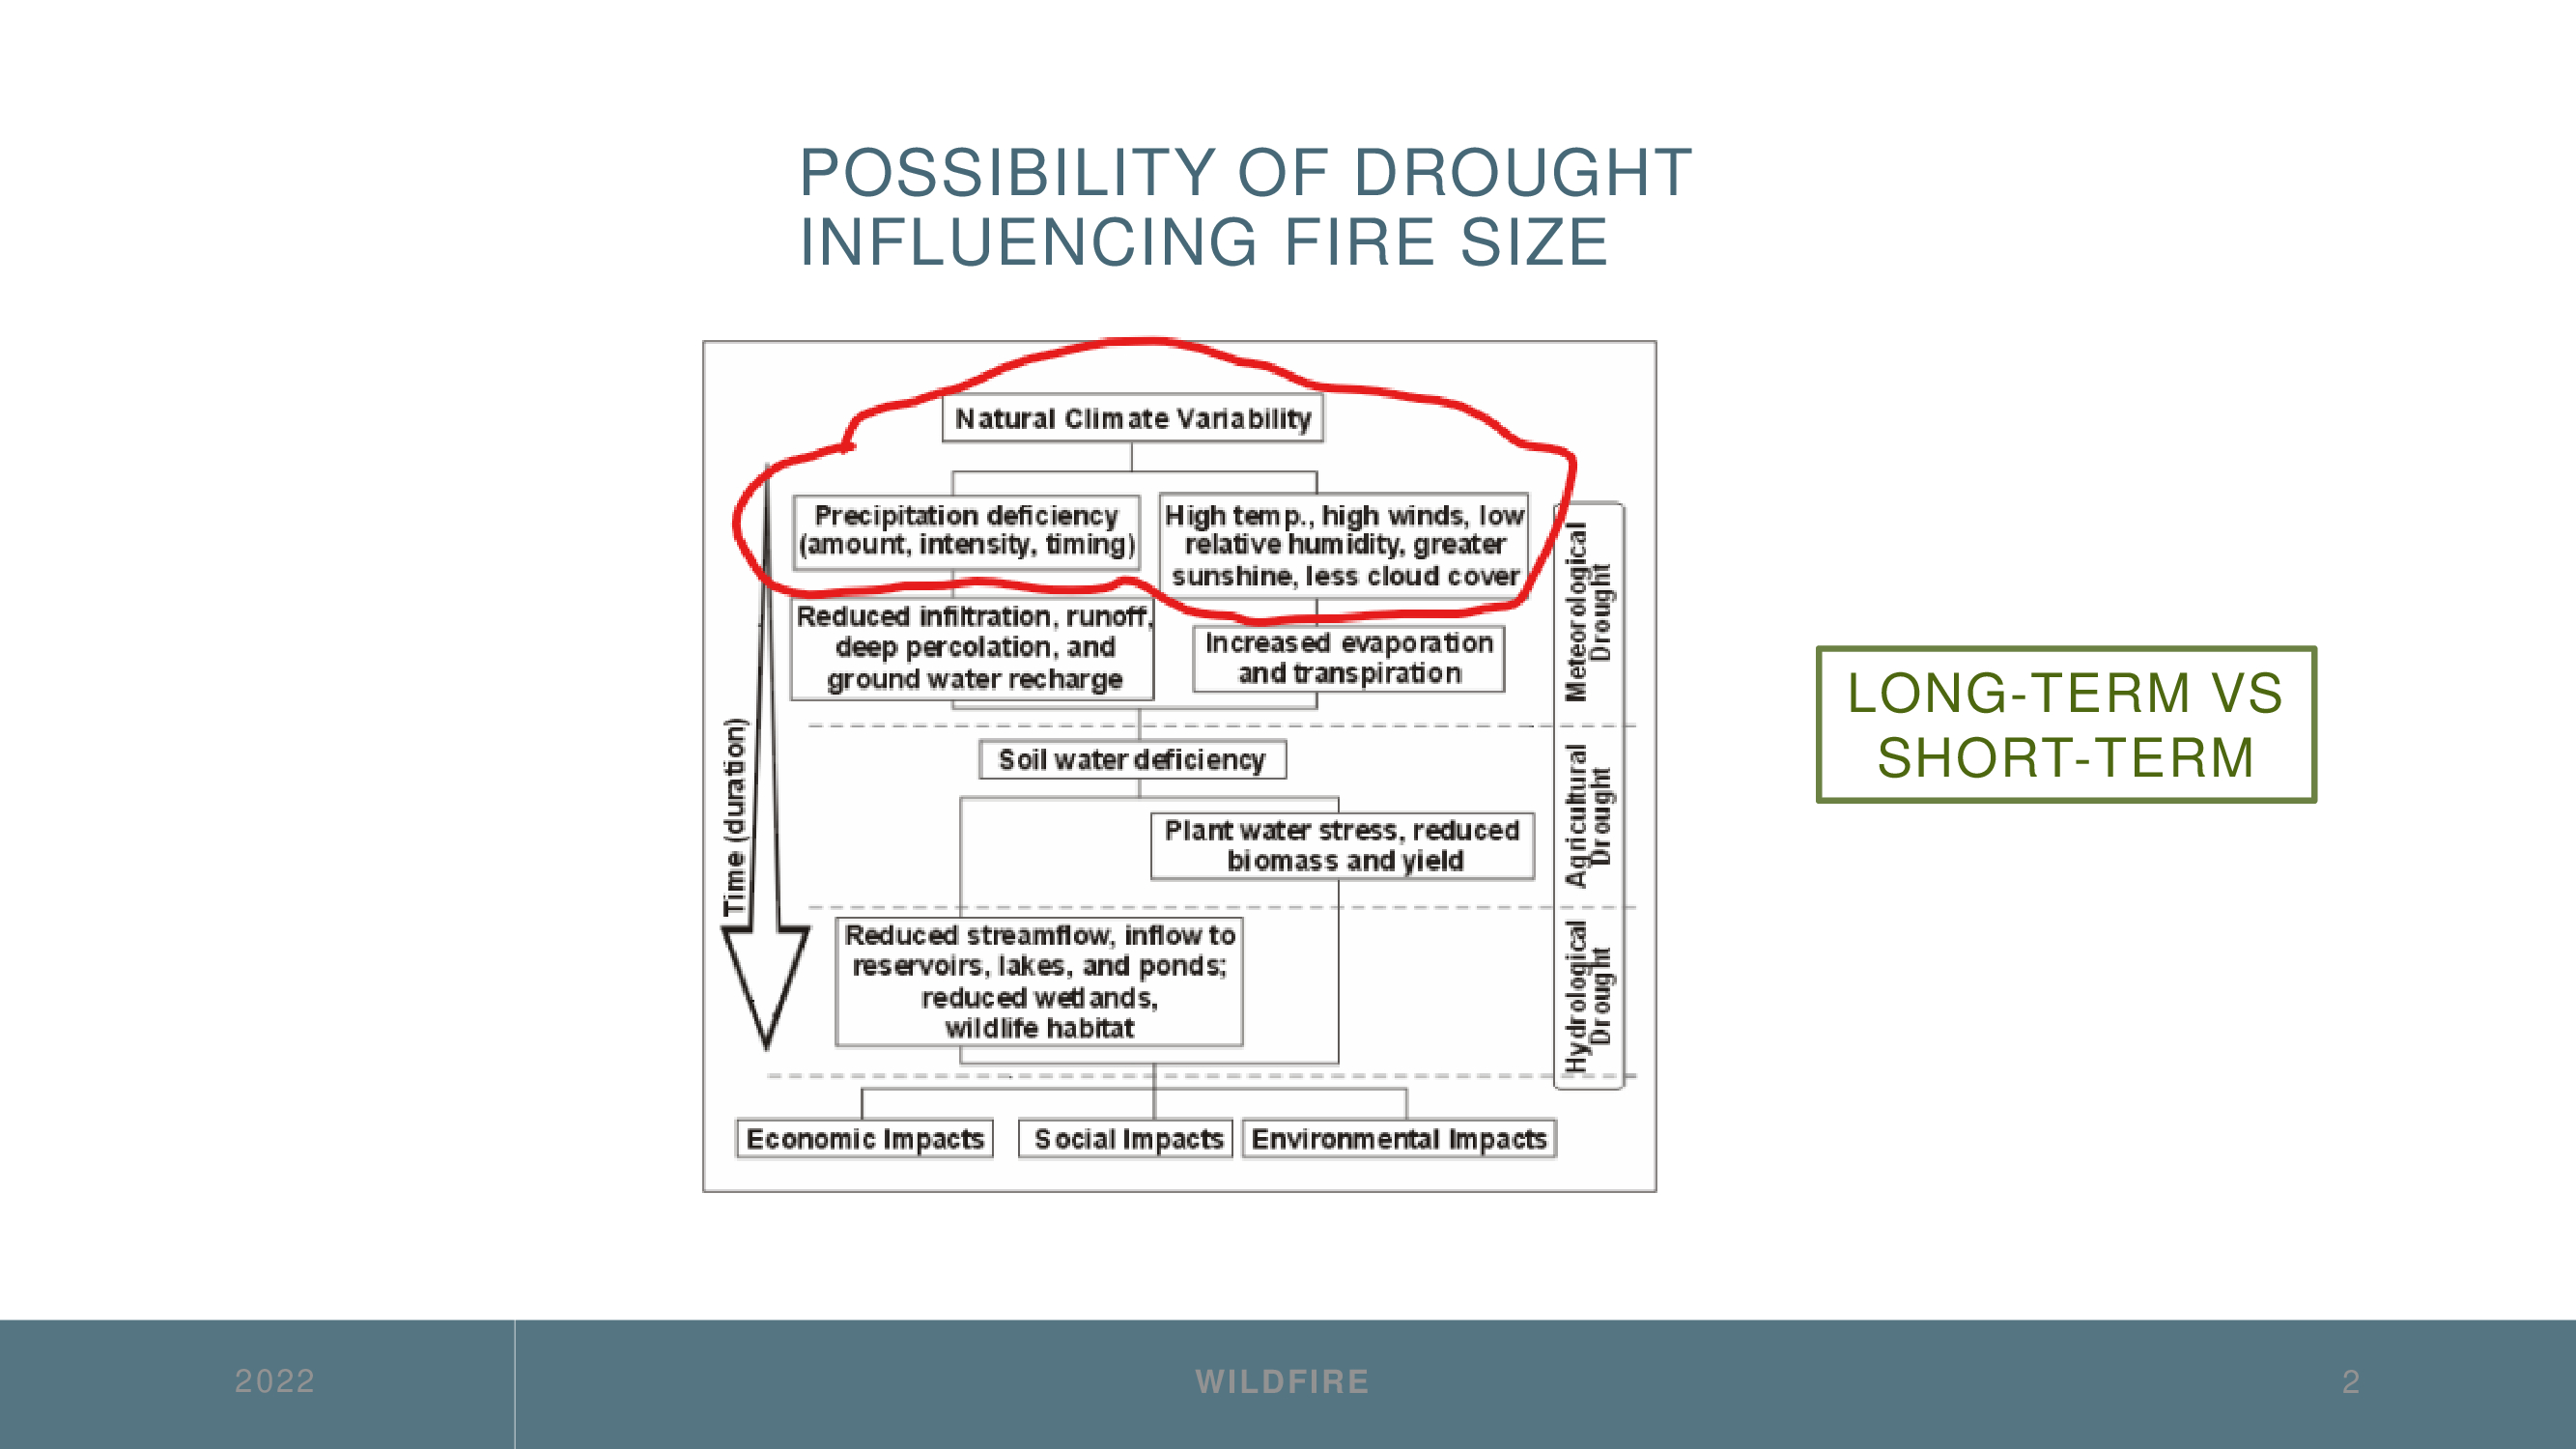 POSSIBILITY OF DROUGHT
INFLUENCING FIRE SIZE
Natural Climate Variability
Precipitation deficiency
(amount, intensity, timing)
High temp., high winds, low
relative humidity, greater
sunshine, less cloud cover
Reduced infiltration, runoff,
deep percolation, and
ground water recharge
Increased evaporation
and transpiration
Meteorological
Drought
Time (duration)
Soil water deficiency
Plant water stress, reduced
biomass and yield
Agricultural
Drought
Reduced streamflow, inflow to
reservoirs, lakes, and ponds;
reduced wetlands,
wildlife habitat
Hydrological
Drought
Economic Impacts
Social Impacts
Environmental Impacts
LONG-TERM VS
SHORT-TERM
2022
WILDFIRE
2